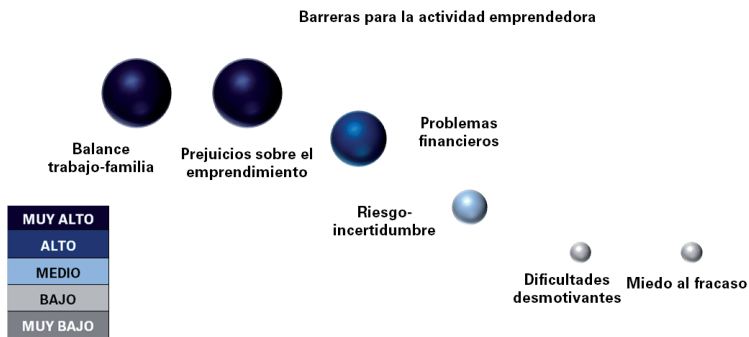 Barreras para la actividad emprendedora
Balance
trabajo-familia
Prejuicios sobre el
emprendimiento
Problemas
financieros
Riesgo-
incertidumbre
Dificultades
desmotivantes
Miedo al fracaso
MUY ALTO
ALTO
MEDIO
BAJO
MUY BAJO